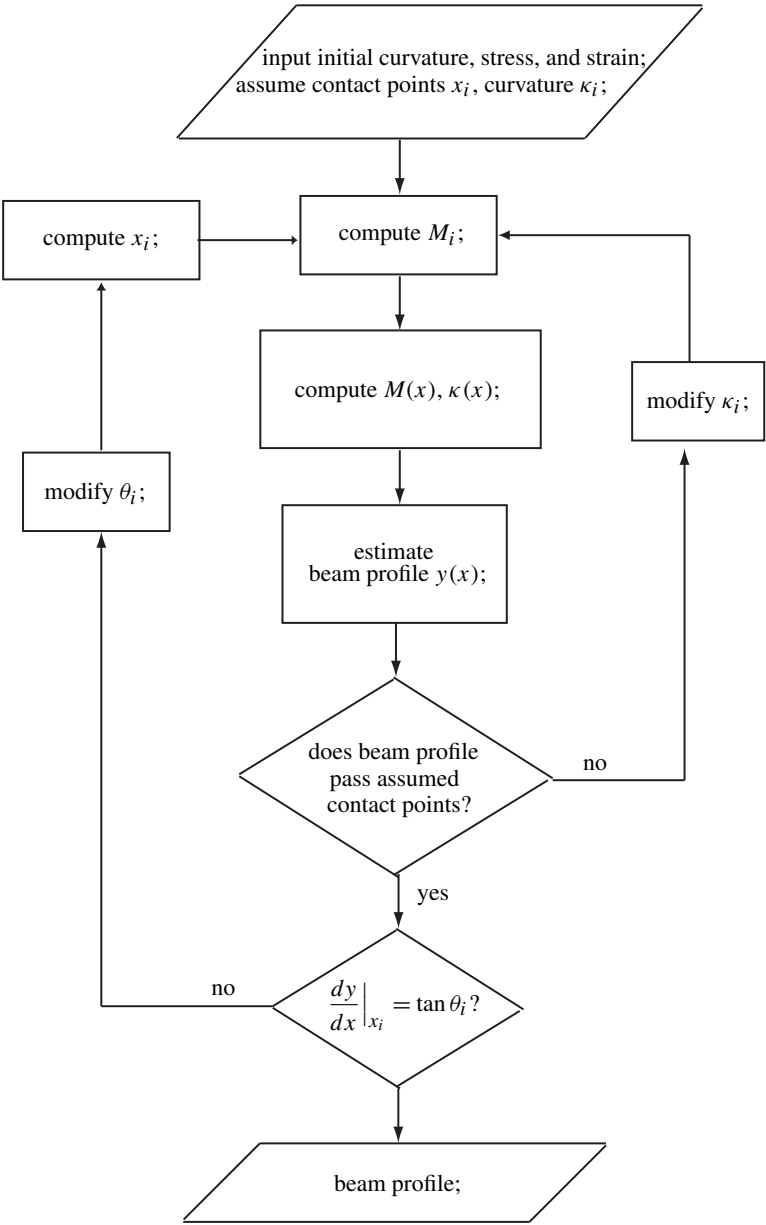 input initial curvature, stress, and strain;
assume contact points xᵢ, curvature κᵢ;
compute xᵢ;
compute Mᵢ;
compute M(x), κ(x);
modify κᵢ;
modify θᵢ;
estimate
beam profile y(x);
does beam profile
pass assumed
contact points?
no
yes
no
dy/dx|ₓᵢ = tan θᵢ?
beam profile;